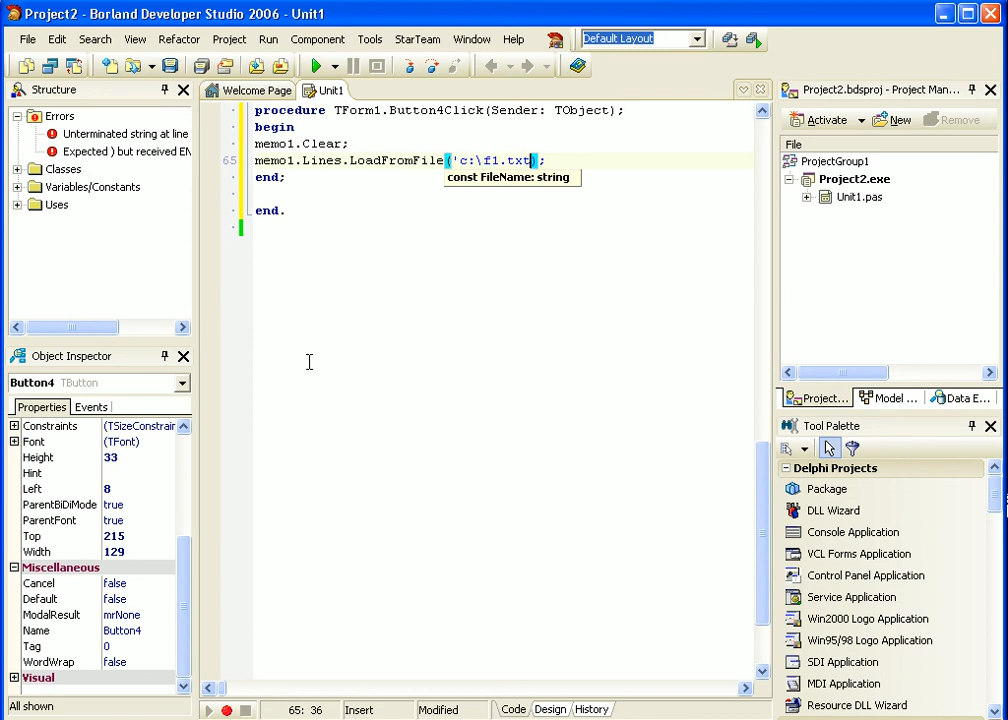 Project2 - Borland Developer Studio 2006 - Unit1
File Edit Search View Refactor Project Run Component Tools StarTeam Window Help
Default Layout
Structure
Errors
Unterminated string at line
Expected ) but received EN
Classes
Variables/Constants
Uses
Welcome Page Unit1
procedure TForm1.Button4Click(Sender: TObject);
begin
memo1.Clear;
65 memo1.Lines.LoadFromFile('c:\f1.txt);
const FileName: string
end;
end.
Project2.bdsproj - Project Man...
Activate New Remove
File
ProjectGroup1
Project2.exe
Unit1.pas
Project... Model ... Data E...
Object Inspector
Button4 TButton
Properties Events
Constraints (TSizeConstrair
Font (TFont)
Height 33
Hint
Left 8
ParentBiDiMode true
ParentFont true
Top 215
Width 129
Miscellaneous
Cancel false
Default false
ModalResult mrNone
Name Button4
Tag 0
WordWrap false
Visual
All shown
Tool Palette
Delphi Projects
Package
DLL Wizard
Console Application
VCL Forms Application
Control Panel Application
Service Application
Win2000 Logo Application
Win95/98 Logo Application
SDI Application
MDI Application
Resource DLL Wizard
65: 36 Insert Modified Code Design History